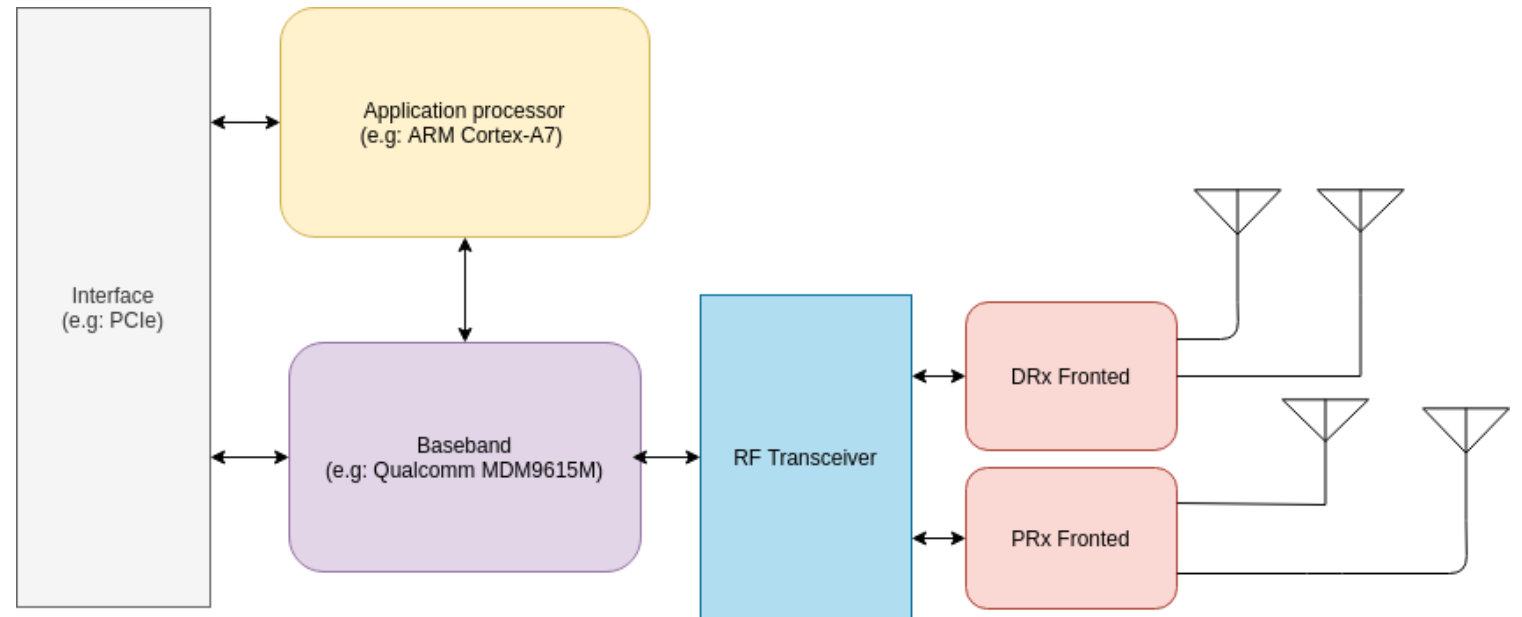 Application processor
(e.g: ARM Cortex-A7)
Interface
(e.g: PCIe)
Baseband
(e.g: Qualcomm MDM9615M)
RF Transceiver
DRx Fronted
PRx Fronted